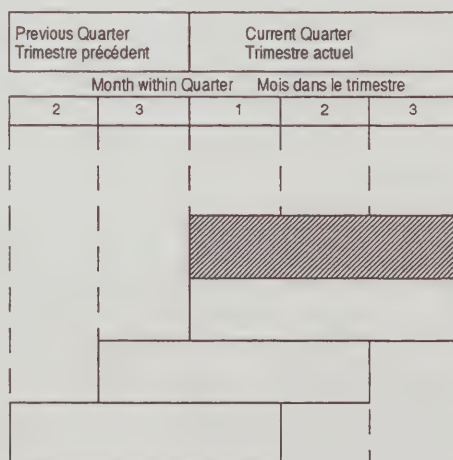 Previous Quarter
Trimestre précédent
Current Quarter
Trimestre actuel
Month within Quarter Mois dans le trimestre
2 3 1 2 3